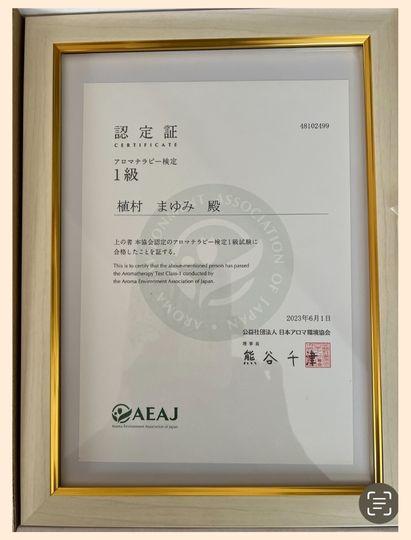 認定証
CERTIFICATE
48102499
アロマテラピー検定
1級
植村 まゆみ 殿
上の者 本協会認定のアロマテラピー検定1級試験に
合格したことを証する。
This is to certify that the above-mentioned person has passed
the Aromatherapy Test Class-1 conducted by
the Aroma Environment Association of Japan.
AROMA ENVIRONMENT ASSOCIATION OF JAPAN
2023年6月1日
公益社団法人 日本アロマ環境協会
理事長
熊谷千津
AEAJ
Aroma Environment Association of Japan